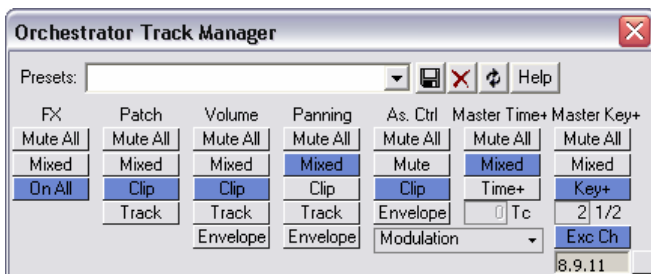 Orchestrator Track Manager
Presets: Help
FX Patch Volume Panning As. Ctrl Master Time+ Master Key+
Mute All Mute All Mute All Mute All Mute All Mute All Mute All
Mixed Mixed Mixed Mixed Mute Mixed Mixed
On All Clip Clip Clip Clip Time+ Key+
Track Track Track Envelope 0 Tc 2 1/2
Envelope Envelope Modulation Exc Ch
8.9.11